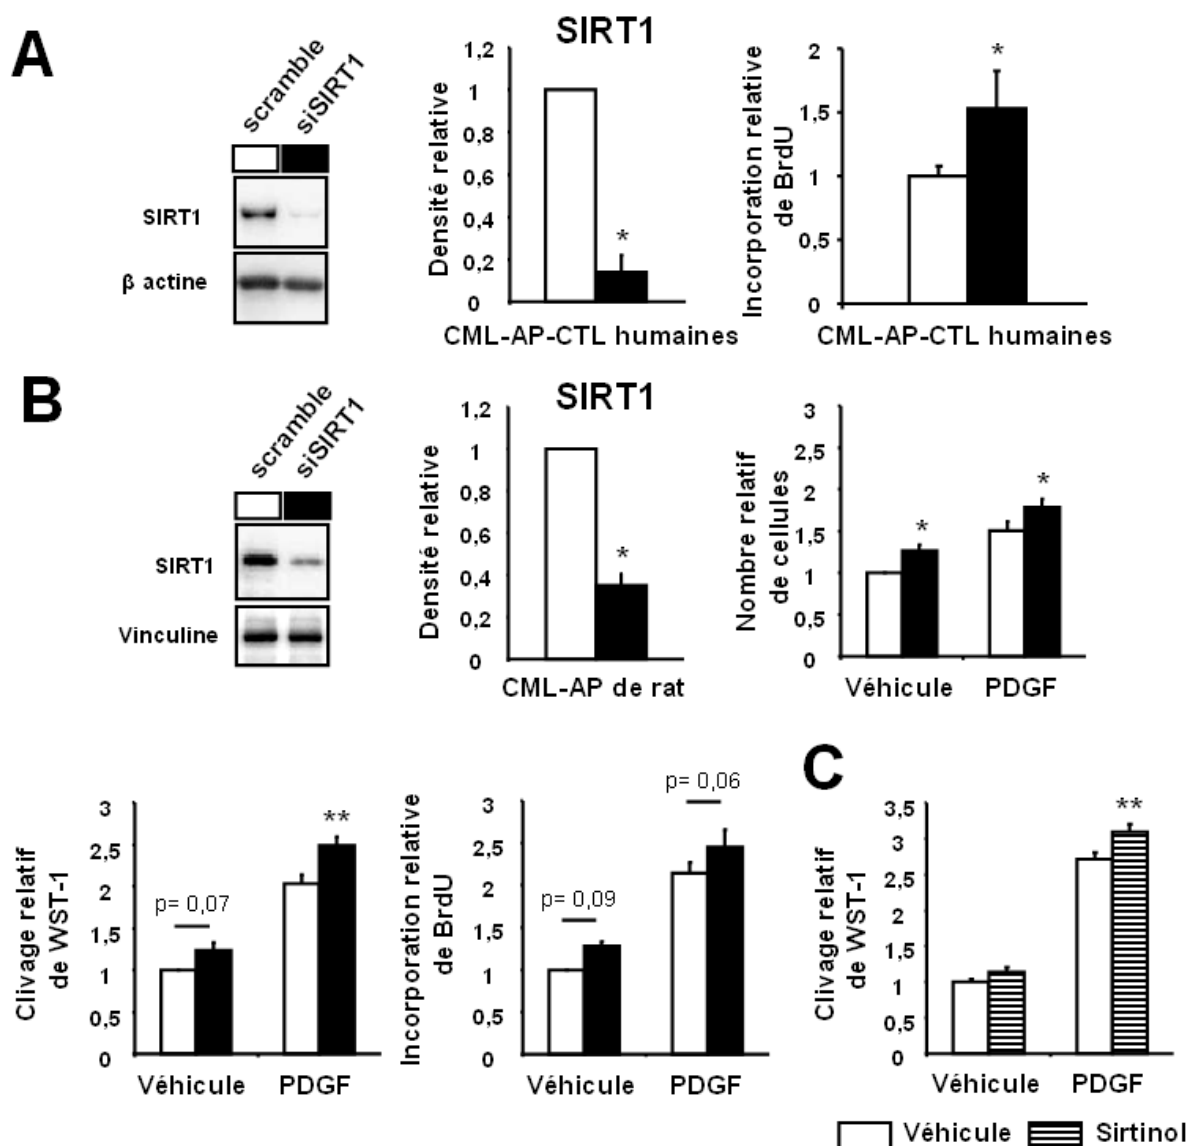 A
scramble
siSIRT1
SIRT1
β actine
SIRT1
Densité relative
1,2
1
0,8
0,6
0,4
0,2
0
*
CML-AP-CTL humaines
Incorporation relative
de BrdU
2
1,5
1
0,5
0
*
CML-AP-CTL humaines
B
scramble
siSIRT1
SIRT1
Vinculine
SIRT1
Densité relative
1,2
1
0,8
0,6
0,4
0,2
0
*
CML-AP de rat
Nombre relatif
de cellules
3
2,5
2
1,5
1
0,5
0
*
*
Véhicule PDGF
Clivage relatif
de WST-1
3
2,5
2
1,5
1
0,5
0
p= 0,07
**
Véhicule PDGF
Incorporation relative
de BrdU
3
2,5
2
1,5
1
0,5
0
p= 0,09
p= 0,06
Véhicule PDGF
C
Clivage relatif
de WST-1
3,5
3
2,5
2
1,5
1
0,5
0
**
Véhicule PDGF
Véhicule Sirtinol